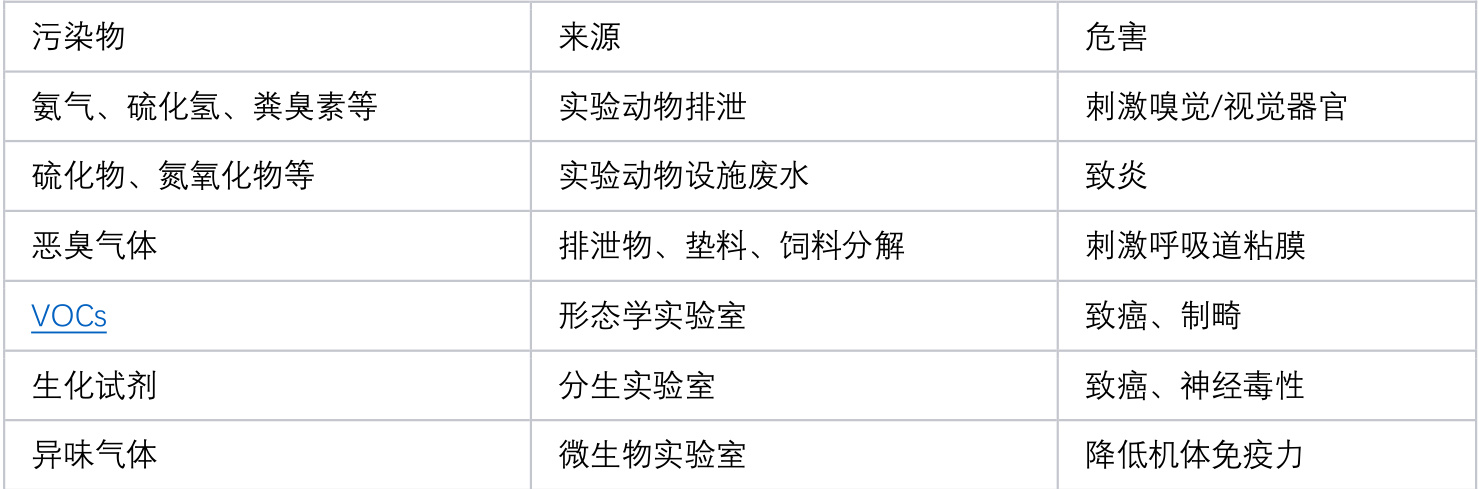 污染物 来源 危害
氨气、硫化氢、粪臭素等 实验动物排泄 刺激嗅觉/视觉器官
硫化物、氮氧化物等 实验动物设施废水 致炎
恶臭气体 排泄物、垫料、饲料分解 刺激呼吸道粘膜
VOCs 形态学实验室 致癌、制畸
生化试剂 分生实验室 致癌、神经毒性
异味气体 微生物实验室 降低机体免疫力